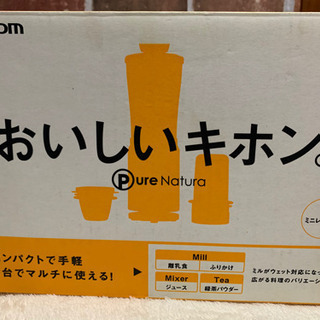 om
おいしいキホン。
Pure Natura
ミニレ
ンパクトで手軽
台でマルチに使える!
Mill
離乳食 ふりかけ
Mixer Tea
ジュース 緑茶パウダー
ミルがウェット対応になっ
広がる料理のバリエーシ